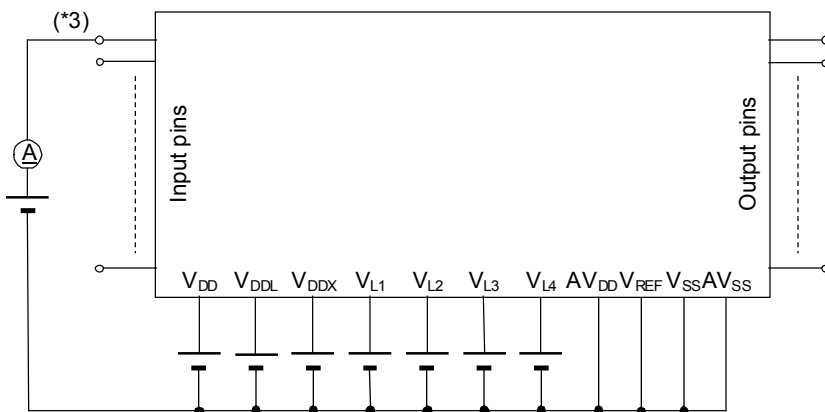 (*3)
A
Input pins
Output pins
VDD VDDL VDDX VL1 VL2 VL3 VL4 AVDD VREF VSS AVSS